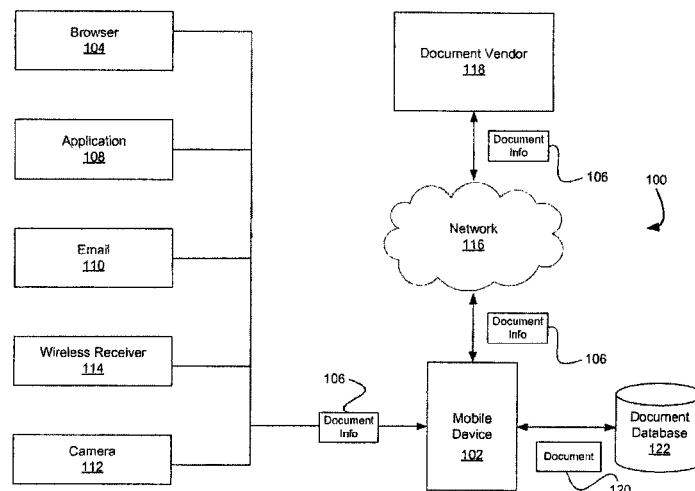 Browser
104
Application
108
Email
110
Wireless Receiver
114
Camera
112
Document Vendor
118
Document
Info
106
100
Network
116
Document
Info
106
106
Document
Info
Mobile
Device
102
Document
Database
122
Document
120